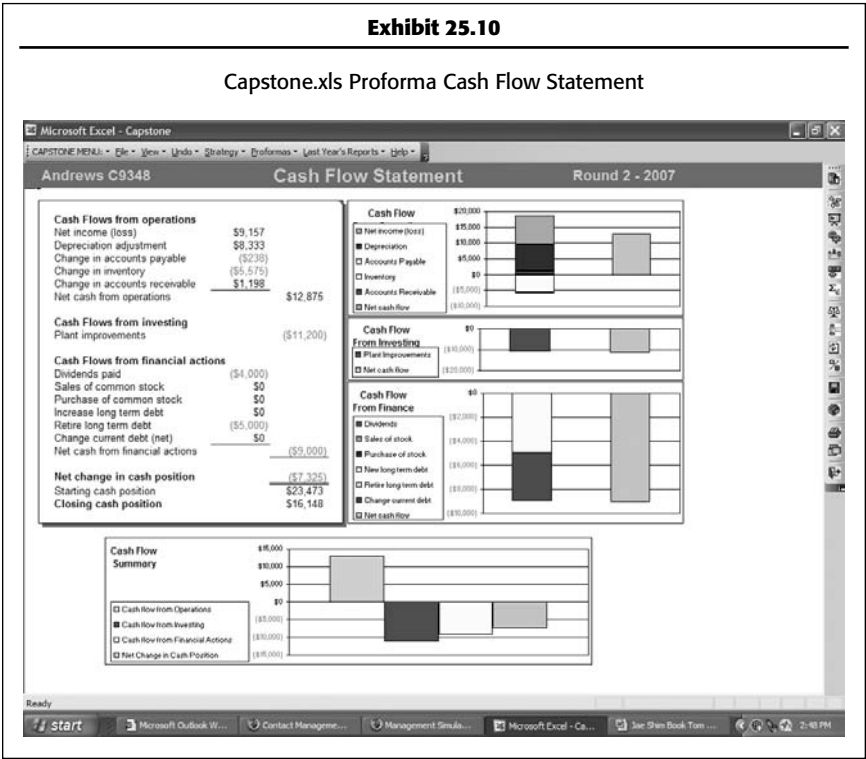 Exhibit 25.10
Capstone.xls Proforma Cash Flow Statement
Microsoft Excel - Capstone
CAPSTONE MENU: File View Undo Strategy Proformas Last Year's Reports Help
Andrews C9348 Cash Flow Statement Round 2 - 2007
Cash Flows from operations
Net income (loss) $9,157
Depreciation adjustment $8,333
Change in accounts payable ($238)
Change in inventory ($5,575)
Change in accounts receivable $1,198
Net cash from operations $12,875
Cash Flows from investing
Plant improvements ($11,200)
Cash Flows from financial actions
Dividends paid ($4,000)
Sales of common stock $0
Purchase of common stock $0
Increase long term debt $0
Retire long term debt ($5,000)
Change current debt (net) $0
Net cash from financial actions ($9,000)
Net change in cash position ($7,325)
Starting cash position $23,473
Closing cash position $16,148
Cash Flow
Net income (loss)
Depreciation
Accounts Payable
Inventory
Accounts Receivable
Net cash flow
$20,000
$15,000
$10,000
$5,000
$0
($5,000)
($10,000)
Cash Flow
From Investing
Plant Improvements
Net cash flow
$0
($10,000)
($20,000)
Cash Flow
From Finance
Dividends
Sales of stock
Purchase of stock
New long term debt
Retire long term debt
Change current debt
Net cash flow
$0
($2,000)
($4,000)
($6,000)
($8,000)
($10,000)
Cash Flow
Summary
Cash flow from Operations
Cash flow from Investing
Cash flow from Financial Actions
Net Change in Cash Position
$15,000
$10,000
$5,000
$0
($5,000)
($10,000)
($15,000)
Ready
start Microsoft Outlook W... Contact Manageme... Management Simula... Microsoft Excel - Ca... Jae Shim Book Tom ... 2:48 PM